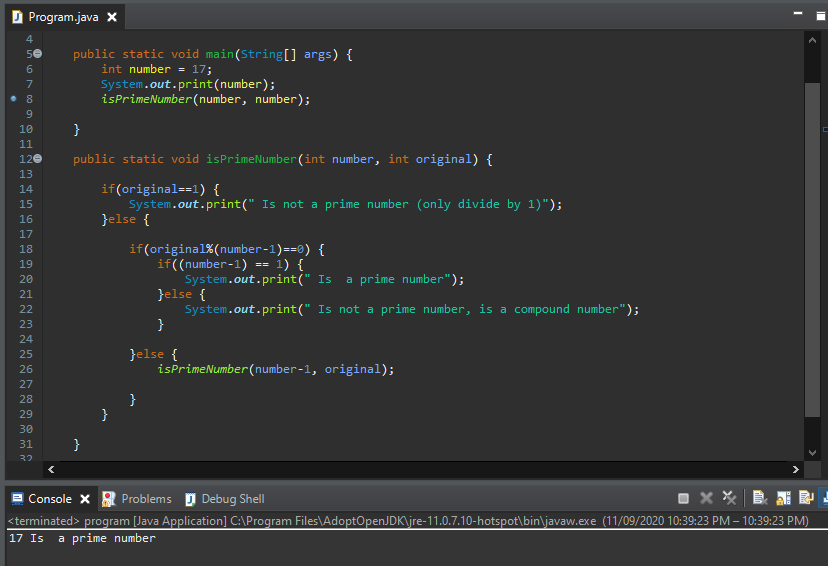 Program.java
4
5 public static void main(String[] args) {
6 int number = 17;
7 System.out.print(number);
8 isPrimeNumber(number, number);
9
10 }
11
12 public static void isPrimeNumber(int number, int original) {
13
14 if(original==1) {
15 System.out.print(" Is not a prime number (only divide by 1)");
16 }else {
17
18 if(original%(number-1)==0) {
19 if((number-1) == 1) {
20 System.out.print(" Is  a prime number");
21 }else {
22 System.out.print(" Is not a prime number, is a compound number");
23 }
24
25 }else {
26 isPrimeNumber(number-1, original);
27
28 }
29 }
30
31 }
32
Console Problems Debug Shell
<terminated> program [Java Application] C:\Program Files\AdoptOpenJDK\jre-11.0.7.10-hotspot\bin\javaw.exe (11/09/2020 10:39:23 PM – 10:39:23 PM)
17 Is  a prime number